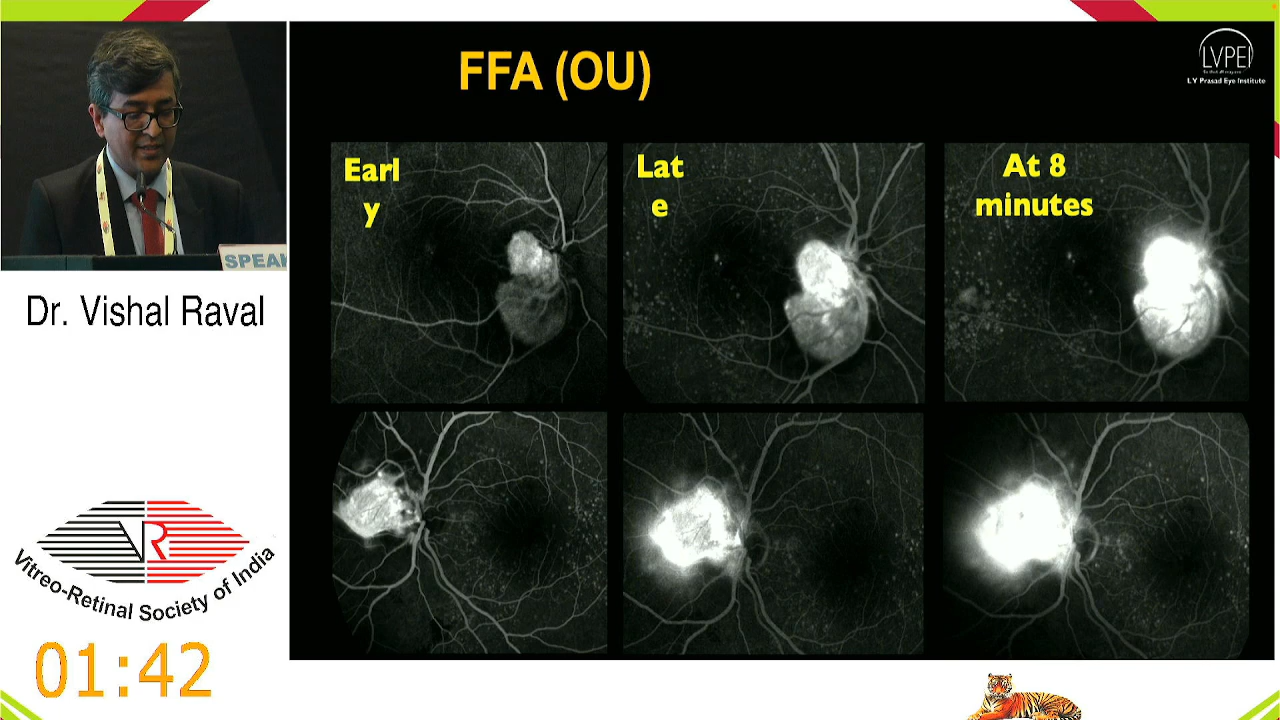 FFA (OU)
LVPEI
L V Prasad Eye Institute
Earl
y
Lat
e
At 8
minutes
SPEAK
Dr. Vishal Raval
VR
Vitreo-Retinal Society of India
01:42